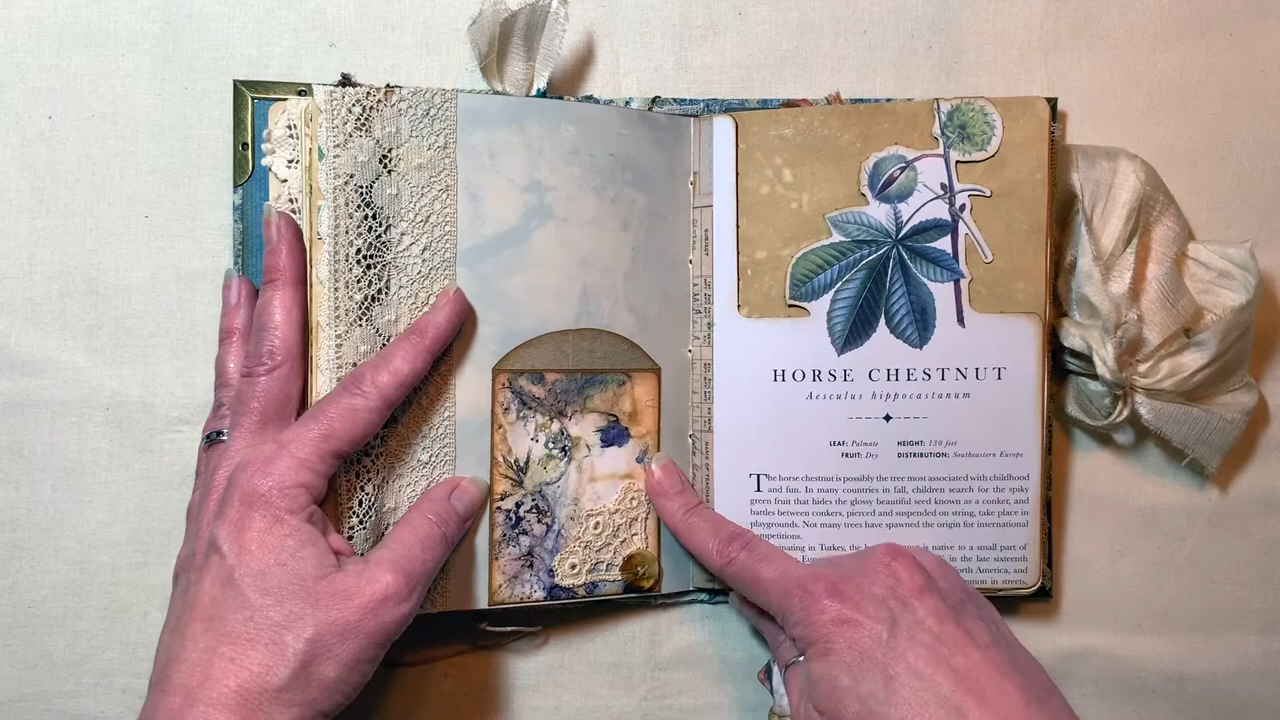 SUBJECT
NAME OF TEACHER
HORSE CHESTNUT
Aesculus hippocastanum
LEAF: Palmate HEIGHT: 130 feet
FRUIT: Dry DISTRIBUTION: Southeastern Europe
The horse chestnut is possibly the tree most associated with childhood
and fun. In many countries in fall, children search for the spiky
green fruit that hides the glossy beautiful seed known as a conker, and
battles between conkers, pierced and suspended on string, take place in
playgrounds. Not many trees have spawned the origin for international
competitions.
in Turkey, the is native to a small part of
in the late sixteenth
North America, and
common in streets,